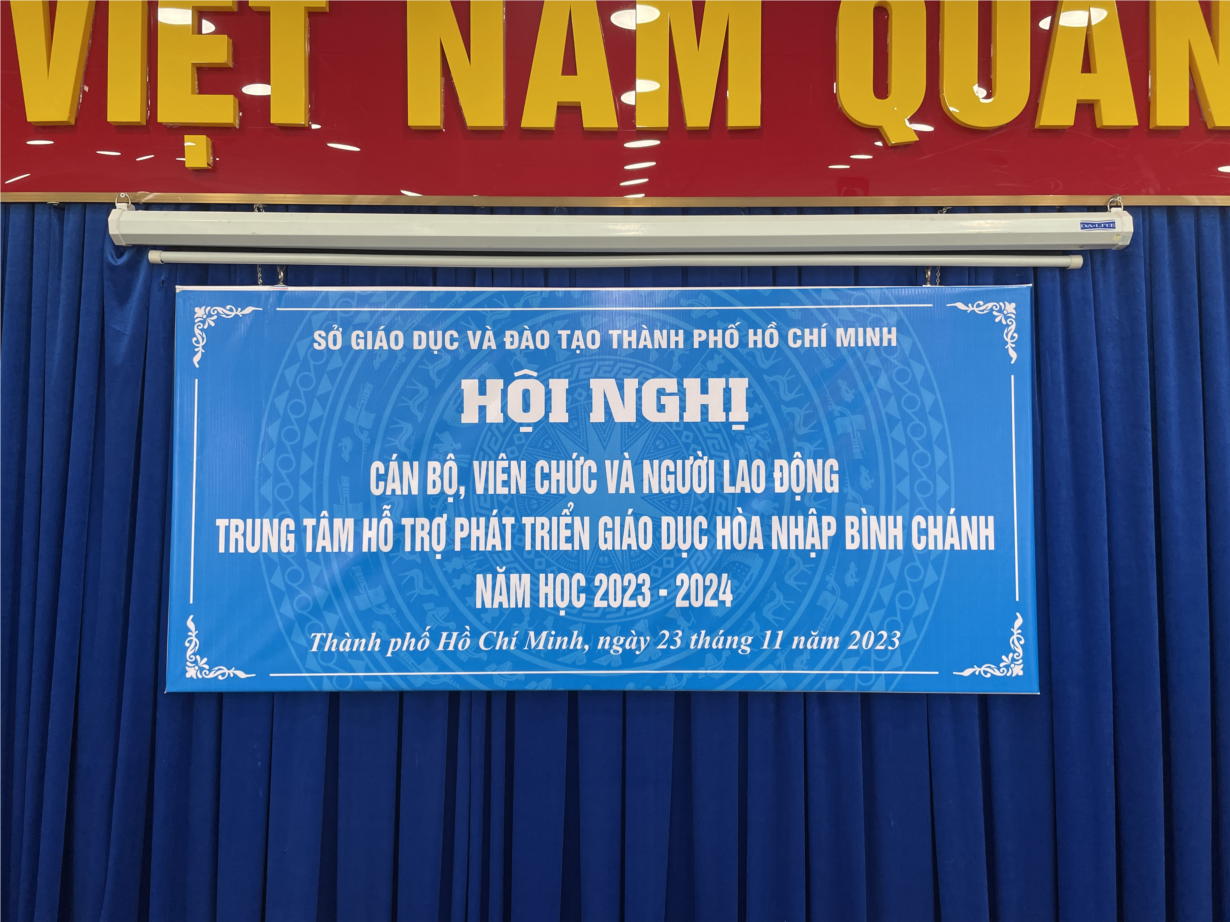 VIỆT NAM QUAN
DA-LITE
SỞ GIÁO DỤC VÀ ĐÀO TẠO THÀNH PHỐ HỒ CHÍ MINH
HỘI NGHỊ
CÁN BỘ, VIÊN CHỨC VÀ NGƯỜI LAO ĐỘNG
TRUNG TÂM HỖ TRỢ PHÁT TRIỂN GIÁO DỤC HÒA NHẬP BÌNH CHÁNH
NĂM HỌC 2023 - 2024
Thành phố Hồ Chí Minh, ngày 23 tháng 11 năm 2023